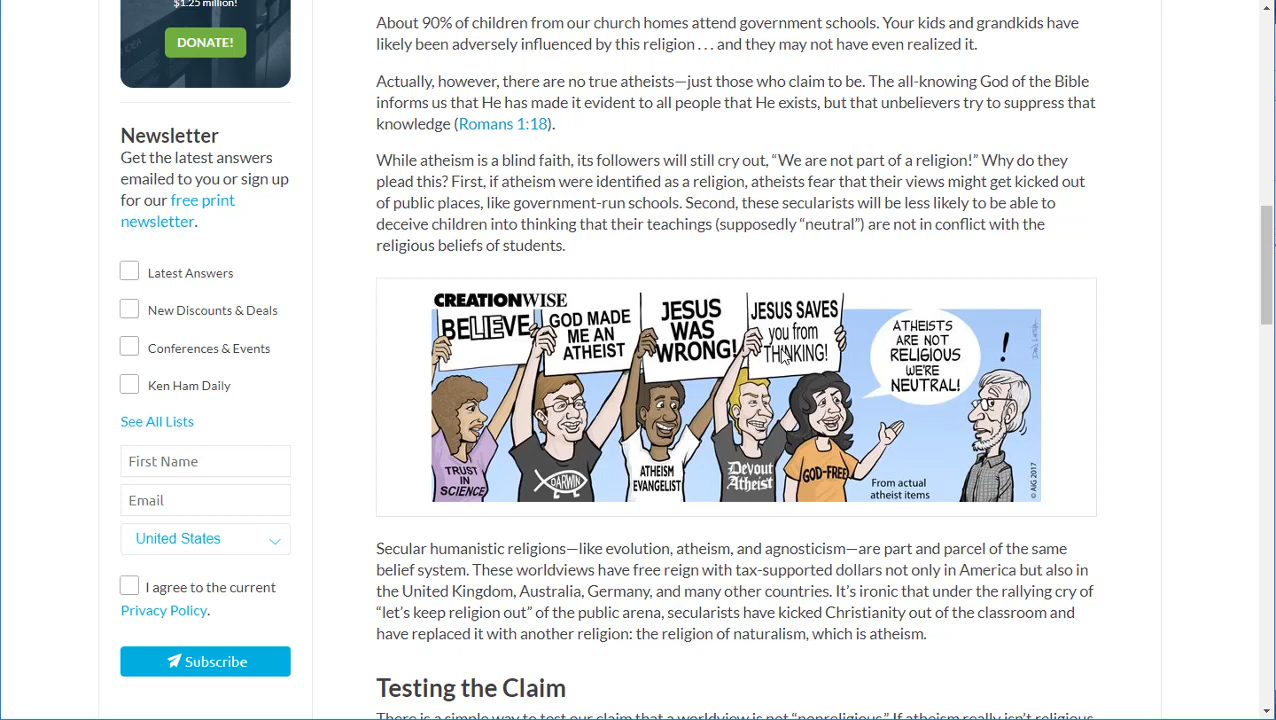 $1.25 million!
DONATE!
Newsletter
Get the latest answers
emailed to you or sign up
for our free print
newsletter.
Latest Answers
New Discounts & Deals
Conferences & Events
Ken Ham Daily
See All Lists
First Name
Email
United States
I agree to the current
Privacy Policy.
Subscribe
About 90% of children from our church homes attend government schools. Your kids and grandkids have
likely been adversely influenced by this religion . . . and they may not have even realized it.
Actually, however, there are no true atheists—just those who claim to be. The all-knowing God of the Bible
informs us that He has made it evident to all people that He exists, but that unbelievers try to suppress that
knowledge (Romans 1:18).
While atheism is a blind faith, its followers will still cry out, “We are not part of a religion!” Why do they
plead this? First, if atheism were identified as a religion, atheists fear that their views might get kicked out
of public places, like government-run schools. Second, these secularists will be less likely to be able to
deceive children into thinking that their teachings (supposedly “neutral”) are not in conflict with the
religious beliefs of students.
CREATIONWISE
BELIEVE
GOD MADE
ME AN
ATHEIST
JESUS
WAS
WRONG!
JESUS SAVES
you from
THINKING!
ATHEISTS
ARE NOT
RELIGIOUS
WE'RE
NEUTRAL!
!
TRUST
IN
SCIENCE
DARWIN
ATHEISM
EVANGELIST
Devout
Atheist
GOD-FREE
From actual
atheist items
© AiG 2017
Secular humanistic religions—like evolution, atheism, and agnosticism—are part and parcel of the same
belief system. These worldviews have free reign with tax-supported dollars not only in America but also in
the United Kingdom, Australia, Germany, and many other countries. It’s ironic that under the rallying cry of
“let’s keep religion out” of the public arena, secularists have kicked Christianity out of the classroom and
have replaced it with another religion: the religion of naturalism, which is atheism.
Testing the Claim
There is a simple way to test our claim that a worldview is not “nonreligious.” If atheism really isn’t religious